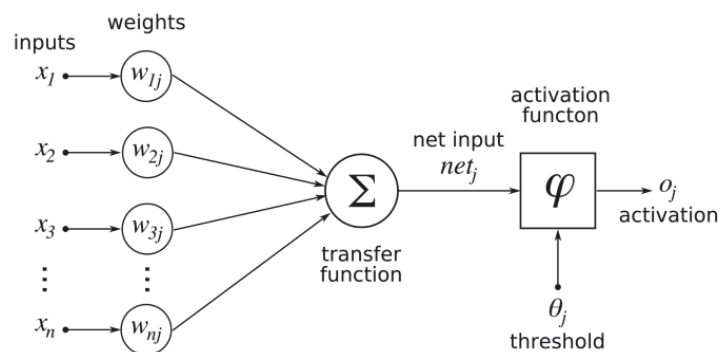 inputs
weights
x₁
w₁ⱼ
x₂
w₂ⱼ
x₃
w₃ⱼ
⋮
⋮
xₙ
wₙⱼ
Σ
transfer
function
net input
netⱼ
activation
functon
φ
oⱼ
activation
θⱼ
threshold